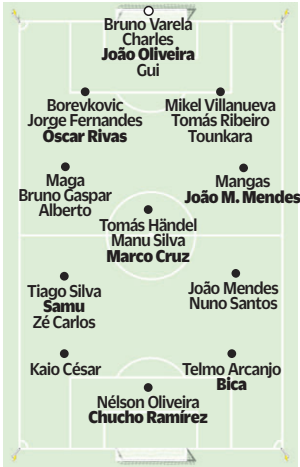 Bruno Varela
Charles
João Oliveira
Gui
Borevkovic
Jorge Fernandes
Óscar Rivas
Mikel Villanueva
Tomás Ribeiro
Tounkara
Maga
Bruno Gaspar
Alberto
Mangas
João M. Mendes
Tomás Händel
Manu Silva
Marco Cruz
Tiago Silva
Samu
Zé Carlos
João Mendes
Nuno Santos
Kaio César
Telmo Arcanjo
Bica
Nélson Oliveira
Chucho Ramírez